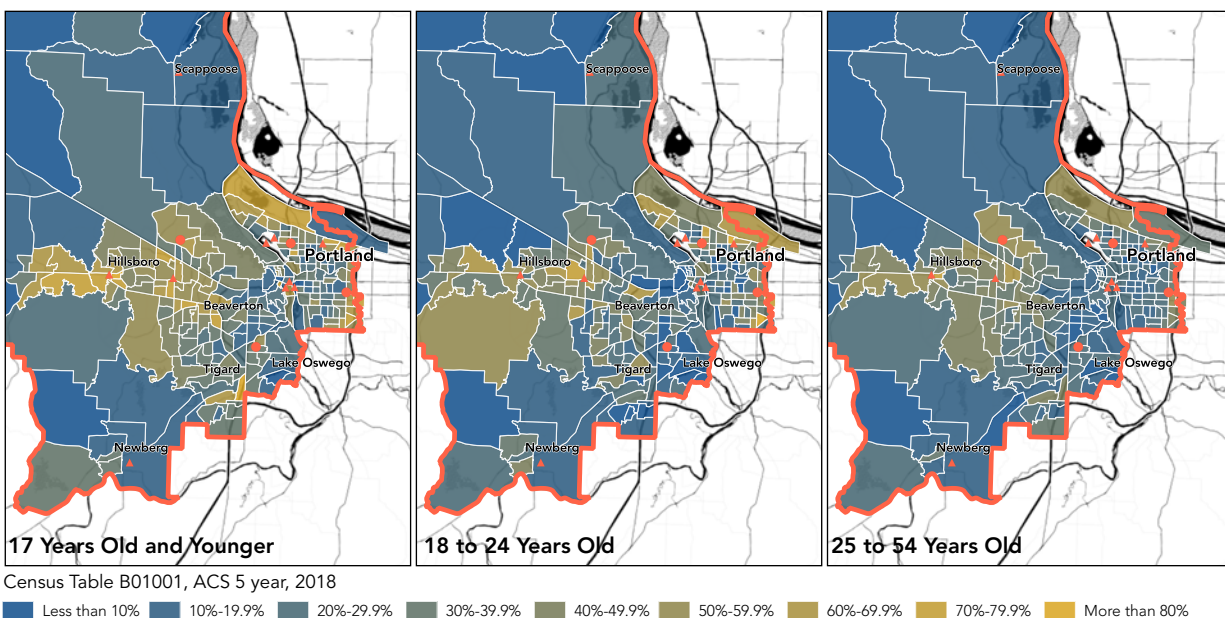 Scappoose
Hillsboro
Portland
Beaverton
Tigard
Lake Oswego
Newberg
17 Years Old and Younger
Scappoose
Hillsboro
Portland
Beaverton
Tigard
Lake Oswego
Newberg
18 to 24 Years Old
Scappoose
Hillsboro
Portland
Beaverton
Tigard
Lake Oswego
Newberg
25 to 54 Years Old
Census Table B01001, ACS 5 year, 2018
Less than 10% 10%-19.9% 20%-29.9% 30%-39.9% 40%-49.9% 50%-59.9% 60%-69.9% 70%-79.9% More than 80%